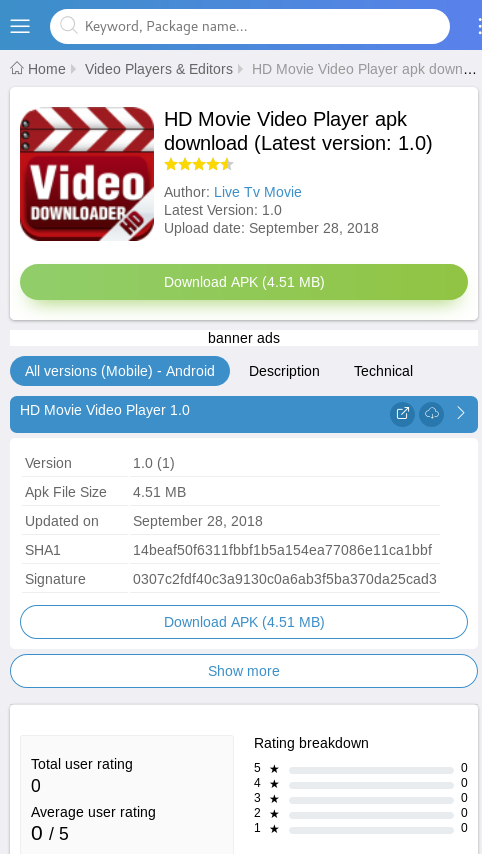 Keyword, Package name...
Home Video Players & Editors HD Movie Video Player apk down...
Video
DOWNLOADER
HD
HD Movie Video Player apk
download (Latest version: 1.0)
Author: Live Tv Movie
Latest Version: 1.0
Upload date: September 28, 2018
Download APK (4.51 MB)
banner ads
All versions (Mobile) - Android Description Technical
HD Movie Video Player 1.0
Version 1.0 (1)
Apk File Size 4.51 MB
Updated on September 28, 2018
SHA1 14beaf50f6311fbbf1b5a154ea77086e11ca1bbf
Signature 0307c2fdf40c3a9130c0a6ab3f5ba370da25cad3
Download APK (4.51 MB)
Show more
Total user rating
0
Average user rating
0 / 5
Rating breakdown
5 ★ 0
4 ★ 0
3 ★ 0
2 ★ 0
1 ★ 0